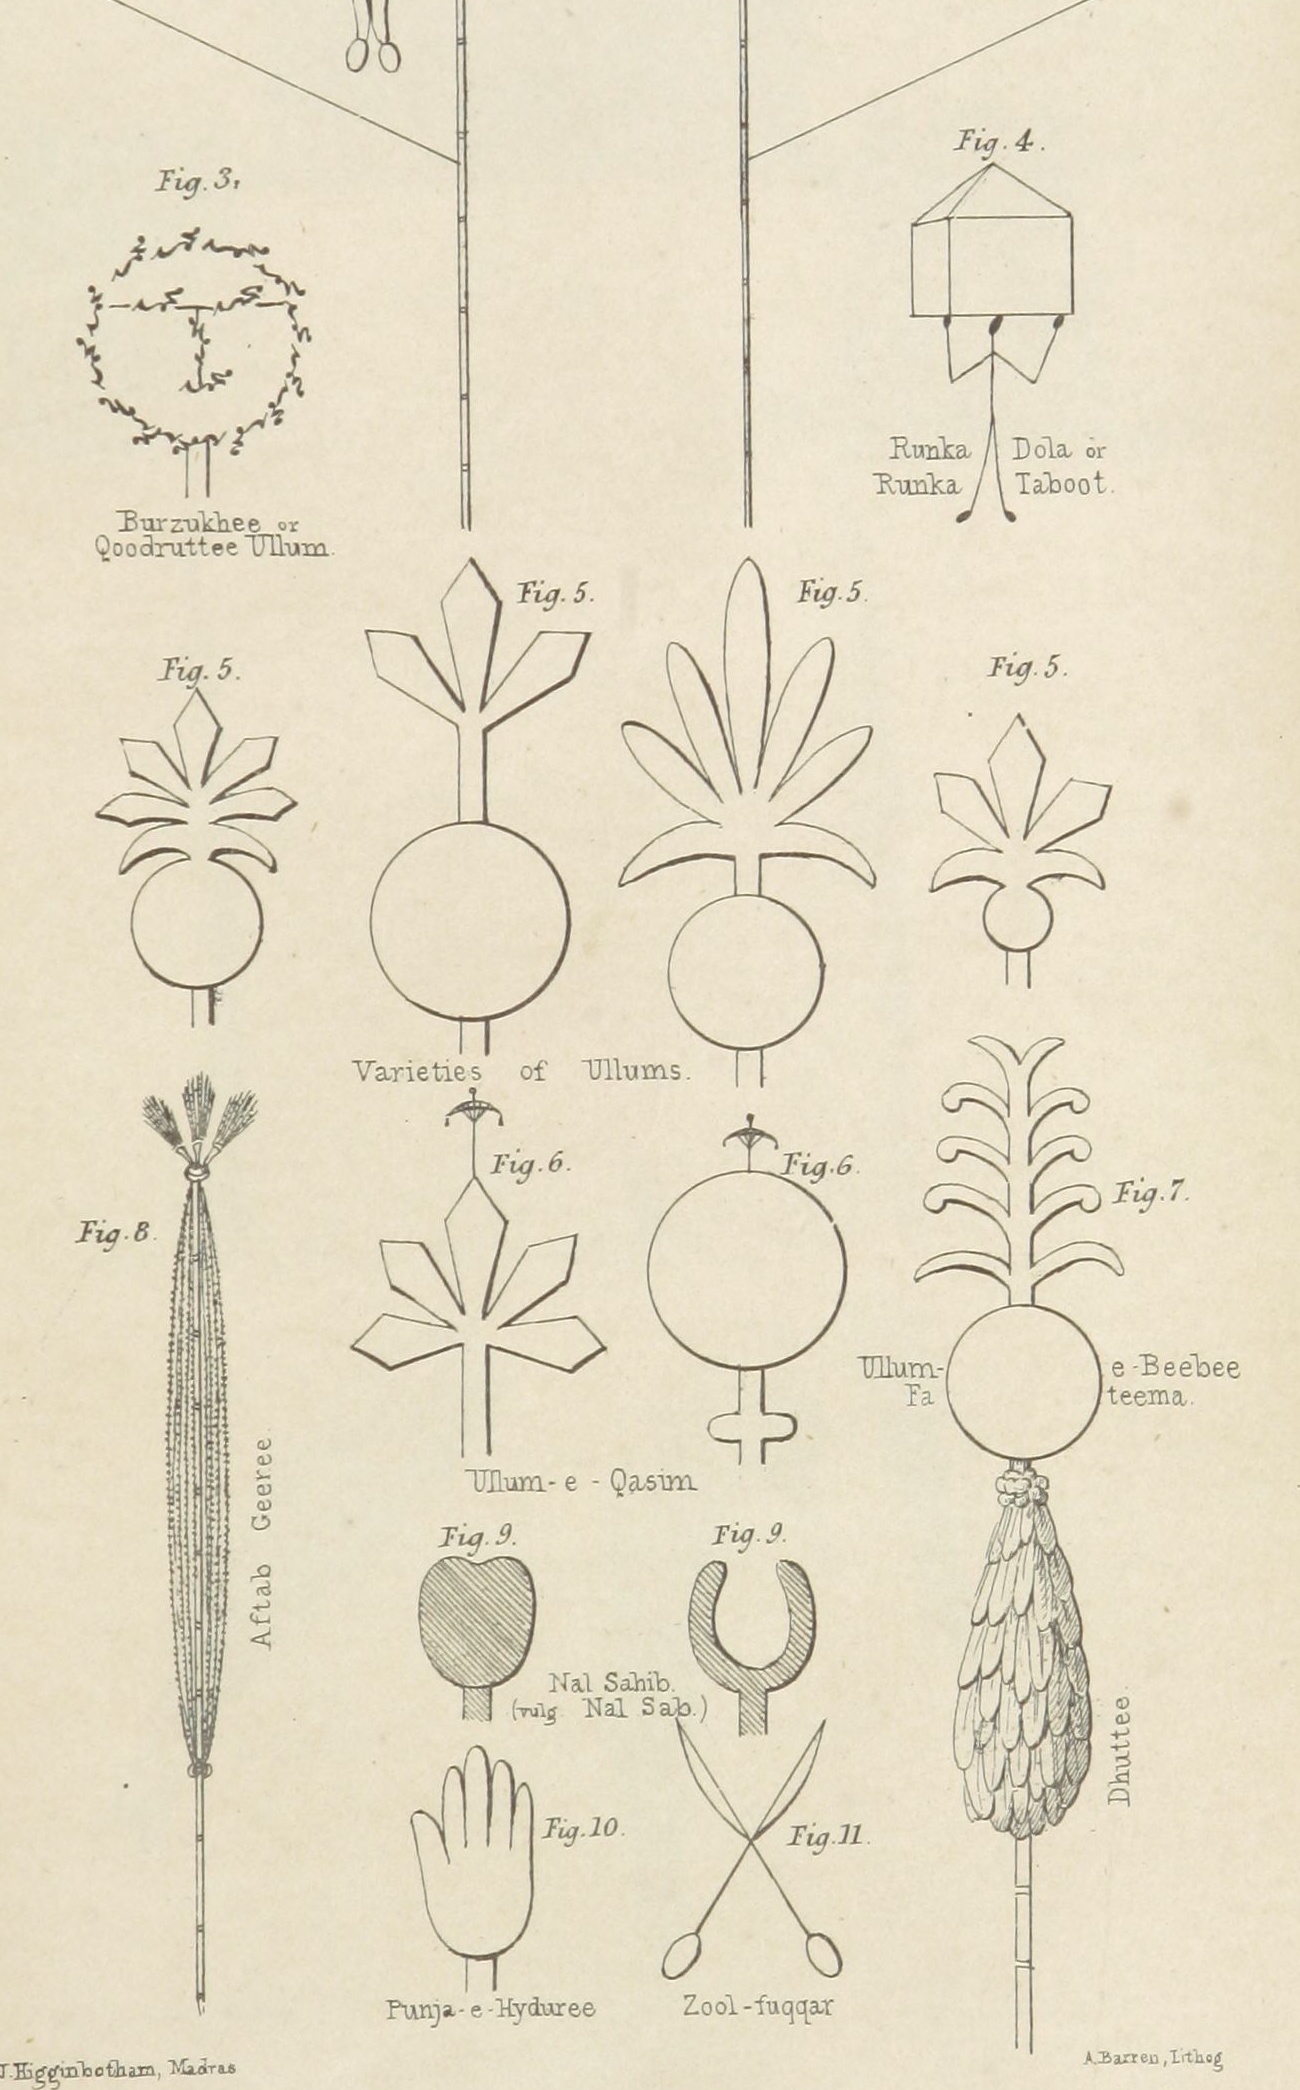 Fig. 3.
Fig. 4.
Runka Dola or
Runka Taboot.
Burzukhee or
Qoodruttee Ullum.
Fig. 5.
Fig. 5.
Fig. 5.
Fig. 5.
Varieties of Ullums.
Fig. 6.
Fig. 6.
Fig. 7.
Fig. 8.
Ullum-e-Beebee
Fateema.
Aftab Geeree.
Ullum-e-Qasim
Fig. 9.
Fig. 9.
Nal Sahib.
(vulg Nal Sab.)
Dhuttee
Fig. 10.
Fig. 11.
Punja-e-Hyduree
Zool-fuqqar
J. Higginbotham, Madras
A. Barren, Lithog